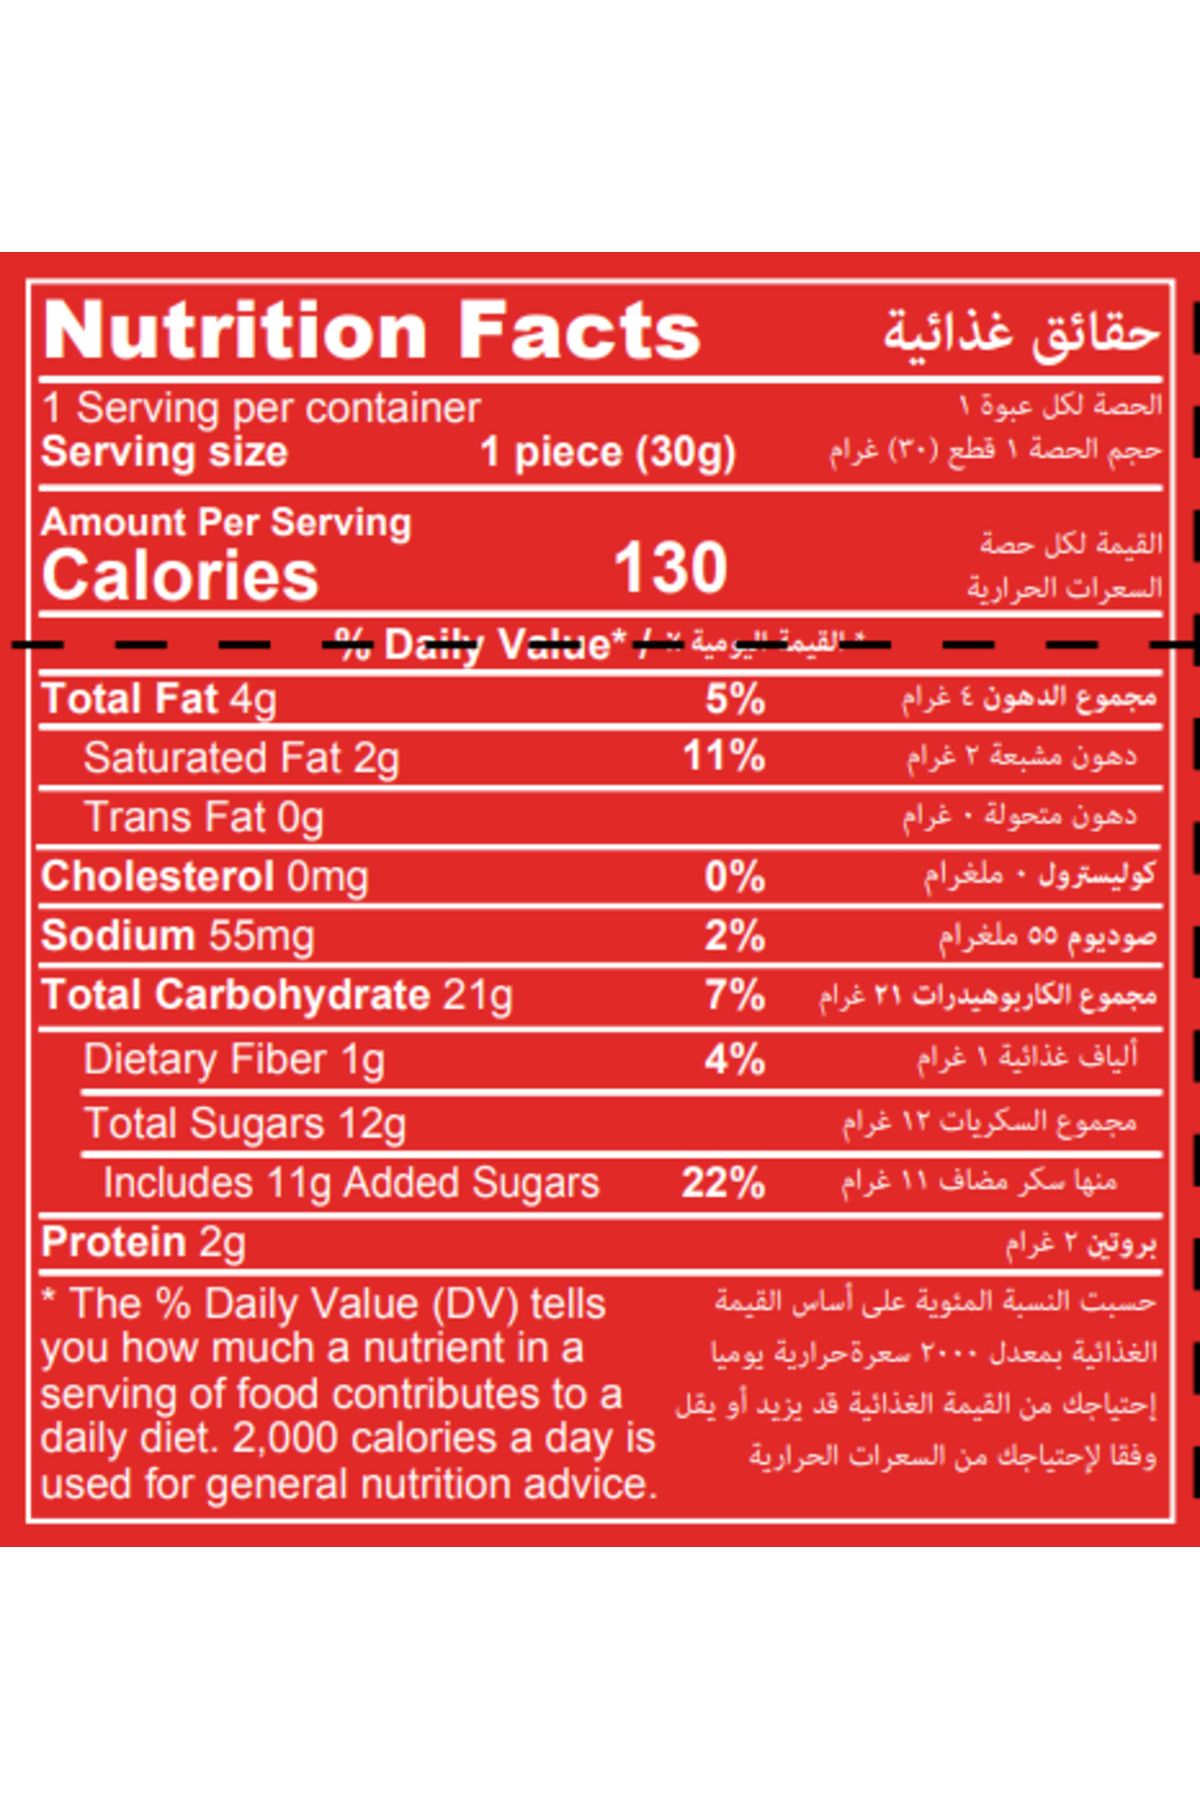 Nutrition Facts حقائق غذائية
1 Serving per container الحصة لكل عبوة ١
Serving size 1 piece (30g) حجم الحصة ١ قطع (٣٠) غرام
Amount Per Serving القيمة لكل حصة
Calories 130 السعرات الحرارية
% Daily Value* / % القيمة اليومية *
Total Fat 4g 5% مجموع الدهون ٤ غرام
Saturated Fat 2g 11% دهون مشبعة ٢ غرام
Trans Fat 0g دهون متحولة ٠ غرام
Cholesterol 0mg 0% كوليسترول ٠ ملغرام
Sodium 55mg 2% صوديوم ٥٥ ملغرام
Total Carbohydrate 21g 7% مجموع الكاربوهيدرات ٢١ غرام
Dietary Fiber 1g 4% ألياف غذائية ١ غرام
Total Sugars 12g مجموع السكريات ١٢ غرام
Includes 11g Added Sugars 22% منها سكر مضاف ١١ غرام
Protein 2g بروتين ٢ غرام
* The % Daily Value (DV) tells
you how much a nutrient in a
serving of food contributes to a
daily diet. 2,000 calories a day is
used for general nutrition advice.
حسبت النسبة المئوية على أساس القيمة
الغذائية بمعدل ٢٠٠٠ سعرةحرارية يوميا
إحتياجك من القيمة الغذائية قد يزيد أو يقل
وفقا لإحتياجك من السعرات الحرارية